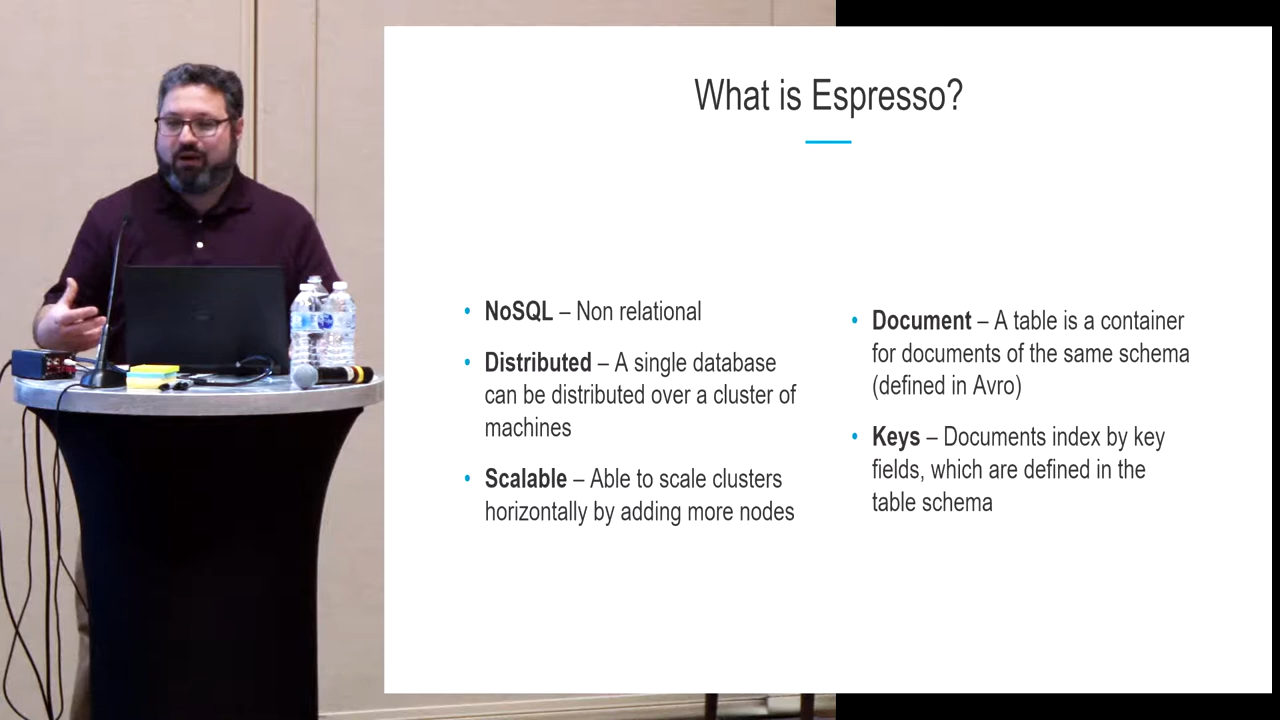 What is Espresso?
• NoSQL – Non relational
• Distributed – A single database
can be distributed over a cluster of
machines
• Scalable – Able to scale clusters
horizontally by adding more nodes
• Document – A table is a container
for documents of the same schema
(defined in Avro)
• Keys – Documents index by key
fields, which are defined in the
table schema